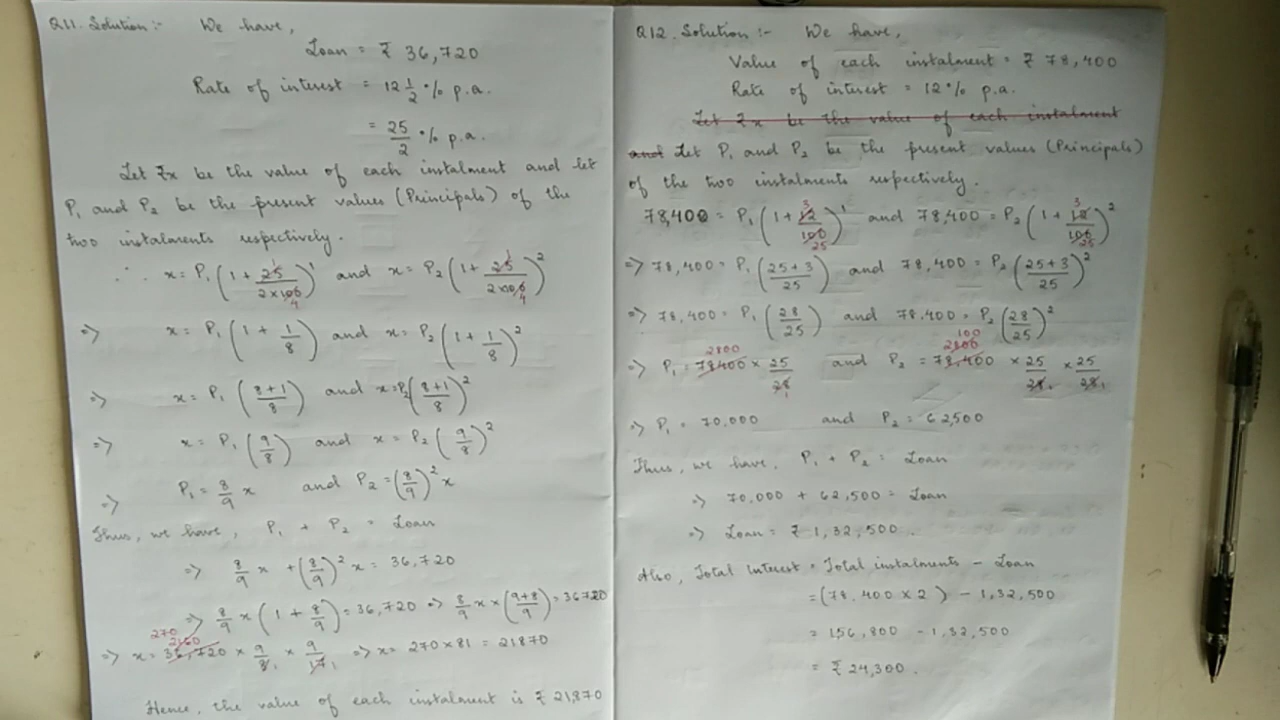 Q11. Solution :- We have,
Loan = ₹ 36,720
Rate of interest = 12 1/2 % p.a.
= 25/2 % p.a.
Let ₹x be the value of each instalment and let
P₁ and P₂ be the present values (Principals) of the
two instalments respectively.
∴ x = P₁ (1 + 25/(2×100))¹ and x = P₂ (1 + 25/(2×100))²
=> x = P₁ (1 + 1/8) and x = P₂ (1 + 1/8)²
=> x = P₁ ((8+1)/8) and x = P₂ ((8+1)/8)²
=> x = P₁ (9/8) and x = P₂ (9/8)²
=> P₁ = 8/9 x and P₂ = (8/9)² x
Thus, we have, P₁ + P₂ = Loan
=> 8/9 x + (8/9)² x = 36,720
=> 8/9 x (1 + 8/9) = 36,720 => 8/9 x × ((9+8)/9) = 36720
270
2160
=> x = 36,720 × 9/8 × 9/17 => x = 270 × 81 = 21870
Hence, the value of each instalment is ₹ 21,870
Q12. Solution :- We have,
Value of each instalment = ₹ 78,400
Rate of interest = 12% p.a.
Let ₹x be the value of each instalment
and Let P₁ and P₂ be the present values (Principals)
of the two instalments respectively.
78,400 = P₁ (1 + 12/100)¹ and 78,400 = P₂ (1 + 12/100)²
=> 78,400 = P₁ ((25+3)/25) and 78,400 = P₂ ((25+3)/25)²
=> 78,400 = P₁ (28/25) and 78,400 = P₂ (28/25)²
2800 100
2800
=> P₁ = 78400 × 25/28 and P₂ = 78,400 × 25/28 × 25/28
=> P₁ = 70,000 and P₂ = 62500
Thus, we have, P₁ + P₂ = Loan
=> 70,000 + 62,500 = Loan
=> Loan = ₹ 1,32,500.
Also, Total Interest = Total instalments - Loan
= (78,400 × 2) - 1,32,500
= 156,800 - 1,32,500
= ₹ 24,300.